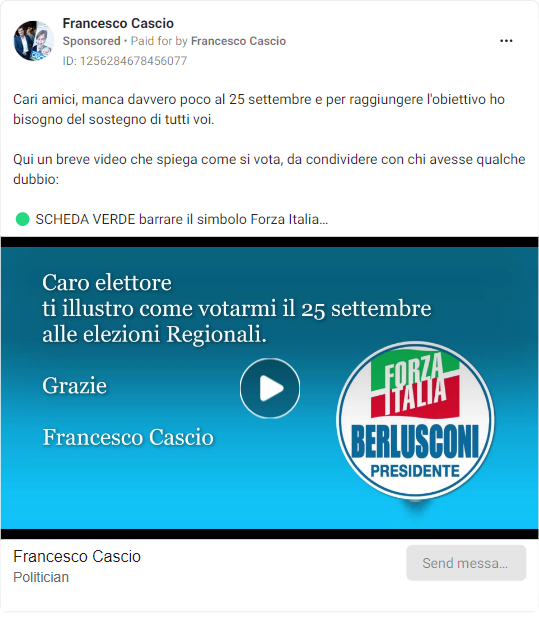 Francesco Cascio
Sponsored • Paid for by Francesco Cascio
ID: 1256284678456077
Cari amici, manca davvero poco al 25 settembre e per raggiungere l'obiettivo ho
bisogno del sostegno di tutti voi.
Qui un breve video che spiega come si vota, da condividere con chi avesse qualche
dubbio:
🟢 SCHEDA VERDE barrare il simbolo Forza Italia...
Caro elettore
ti illustro come votarmi il 25 settembre
alle elezioni Regionali.
Grazie
Francesco Cascio
FORZA
ITALIA
BERLUSCONI
PRESIDENTE
Francesco Cascio
Politician
Send messa...